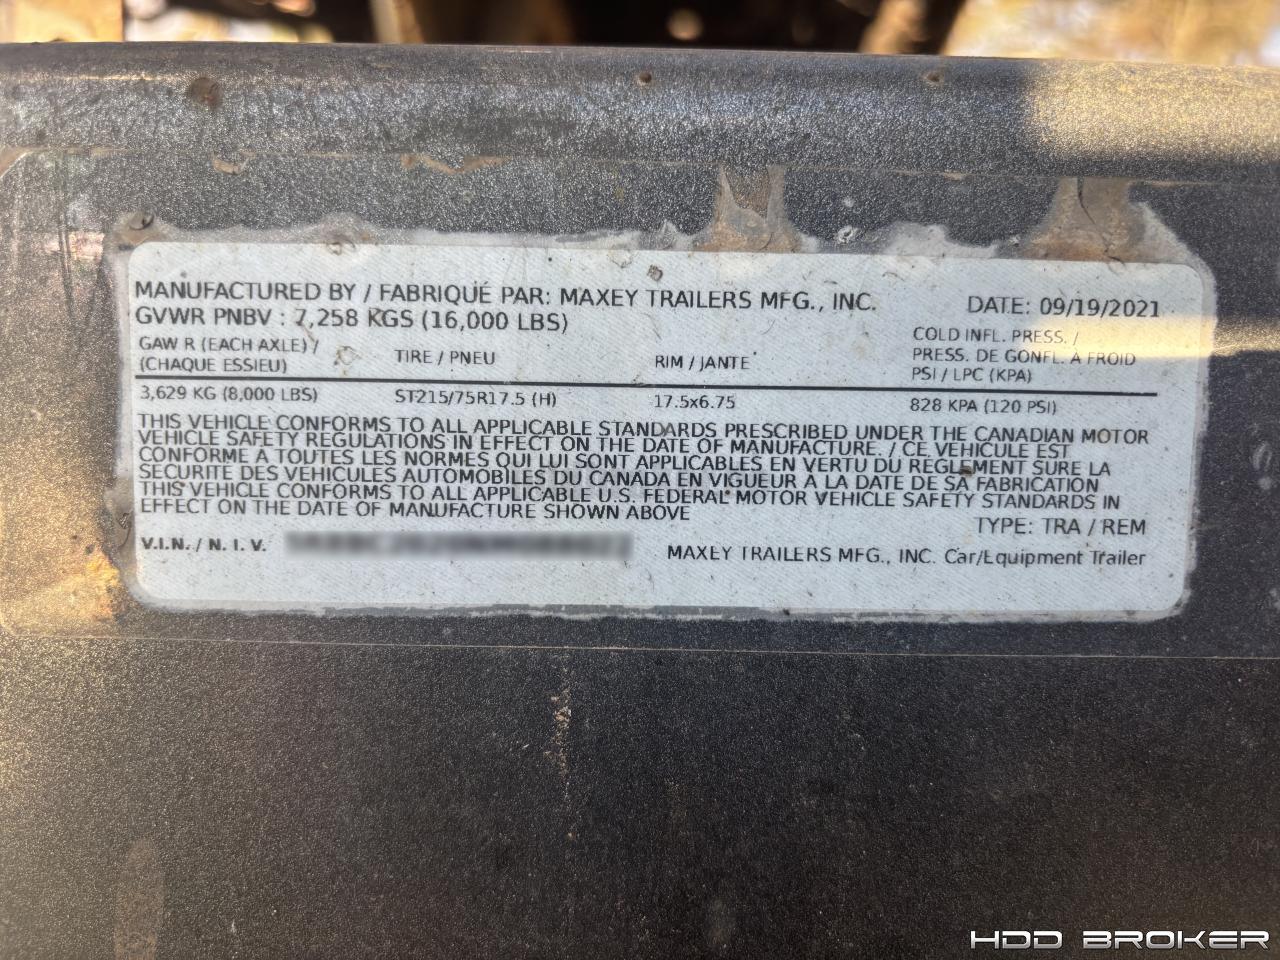 MANUFACTURED BY / FABRIQUÉ PAR: MAXEY TRAILERS MFG., INC.
DATE: 09/19/2021
GVWR PNBV : 7,258 KGS (16,000 LBS)
GAW R (EACH AXLE) /
(CHAQUE ESSIEU)
TIRE / PNEU
RIM / JANTE
COLD INFL. PRESS. /
PRESS. DE GONFL. A FROID
PSI / LPC (KPA)
3,629 KG (8,000 LBS)
ST215/75R17.5 (H)
17.5x6.75
828 KPA (120 PSI)
THIS VEHICLE CONFORMS TO ALL APPLICABLE STANDARDS PRESCRIBED UNDER THE CANADIAN MOTOR
VEHICLE SAFETY REGULATIONS IN EFFECT ON THE DATE OF MANUFACTURE. / CE VEHICULE EST
CONFORME A TOUTES LES NORMES QUI LUI SONT APPLICABLES EN VERTU DU REGLEMENT SURE LA
SECURITE DES VEHICULES AUTOMOBILES DU CANADA EN VIGUEUR A LA DATE DE SA FABRICATION
THIS VEHICLE CONFORMS TO ALL APPLICABLE U.S. FEDERAL MOTOR VEHICLE SAFETY STANDARDS IN
EFFECT ON THE DATE OF MANUFACTURE SHOWN ABOVE
TYPE: TRA / REM
V.I.N. / N. I. V.
MAXEY TRAILERS MFG., INC. Car/Equipment Trailer
HDD BROKER